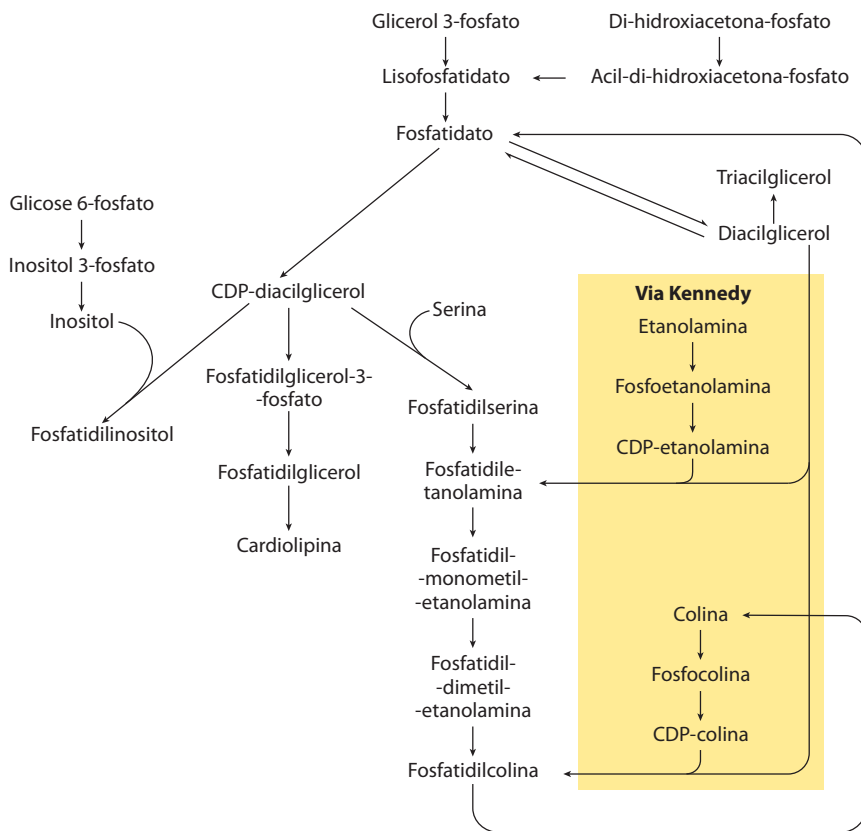 Glicerol 3-fosfato
Di-hidroxiacetona-fosfato
Lisofosfatidato
Acil-di-hidroxiacetona-fosfato
Fosfatidato
Triacilglicerol
Diacilglicerol
Glicose 6-fosfato
Inositol 3-fosfato
Inositol
CDP-diacilglicerol
Serina
Via Kennedy
Etanolamina
Fosfoetanolamina
CDP-etanolamina
Fosfatidilinositol
Fosfatidilglicerol-3-
-fosfato
Fosfatidilglicerol
Cardiolipina
Fosfatidilserina
Fosfatidile-
tanolamina
Fosfatidil-
-monometil-
-etanolamina
Fosfatidil-
-dimetil-
-etanolamina
Fosfatidilcolina
Colina
Fosfocolina
CDP-colina